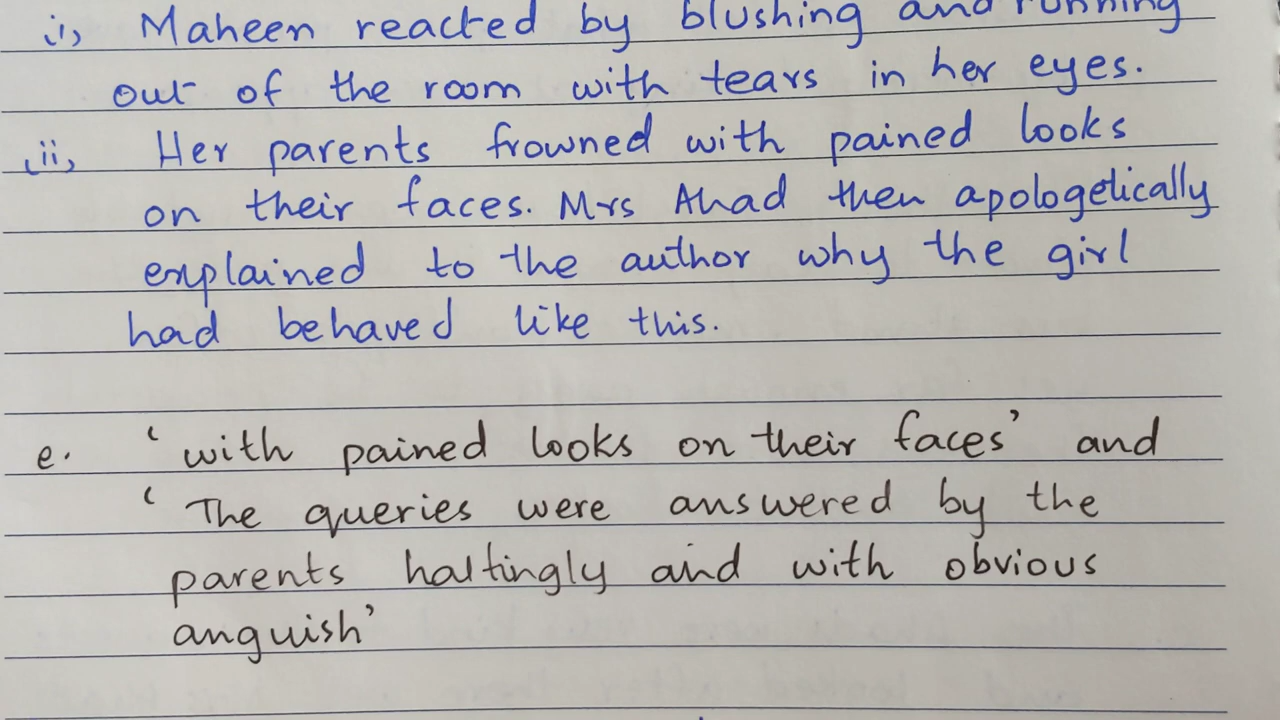 (i) Maheen reacted by blushing and running
out of the room with tears in her eyes.
(ii) Her parents frowned with pained looks
on their faces. Mrs Ahad then apologetically
explained to the author why the girl
had behaved like this.
e. 'with pained looks on their faces' and
'The queries were answered by the
parents haltingly and with obvious
anguish'